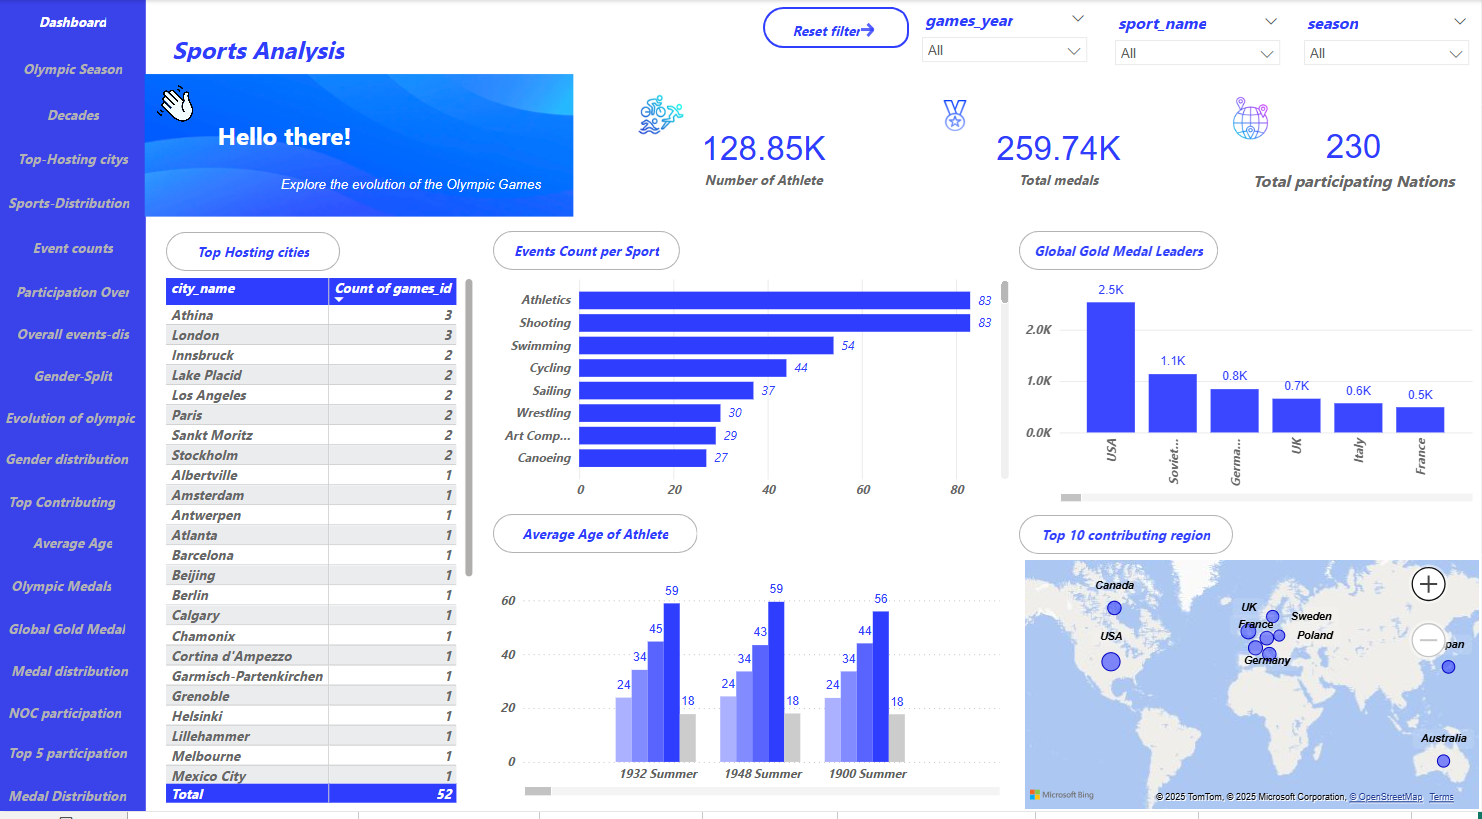 Dashboard
Olympic Season
Decades
Top-Hosting citys
Sports-Distribution
Event counts
Participation Over
Overall events-dis
Gender-Split
Evolution of olympic
Gender distribution
Top Contributing
Average Age
Olympic Medals
Global Gold Medal
Medal distribution
NOC participation
Top 5 participation
Medal Distribution
Sports Analysis
Reset filter
games_year
All
sport_name
All
season
All
Hello there!
Explore the evolution of the Olympic Games
128.85K
Number of Athlete
259.74K
Total medals
230
Total participating Nations
Top Hosting cities
city_name Count of games_id
Athina 3
London 3
Innsbruck 2
Lake Placid 2
Los Angeles 2
Paris 2
Sankt Moritz 2
Stockholm 2
Albertville 1
Amsterdam 1
Antwerpen 1
Atlanta 1
Barcelona 1
Beijing 1
Berlin 1
Calgary 1
Chamonix 1
Cortina d'Ampezzo 1
Garmisch-Partenkirchen 1
Grenoble 1
Helsinki 1
Lillehammer 1
Melbourne 1
Mexico City 1
Total 52
Events Count per Sport
Athletics 83
Shooting 83
Swimming 54
Cycling 44
Sailing 37
Wrestling 30
Art Comp... 29
Canoeing 27
0 20 40 60 80
Global Gold Medal Leaders
2.0K
1.0K
0.0K
2.5K
1.1K
0.8K
0.7K
0.6K
0.5K
USA
Soviet...
Germa...
UK
Italy
France
Average Age of Athlete
60
40
20
0
24 34 45 59 18
24 34 43 59 18
24 34 44 56 18
1932 Summer 1948 Summer 1900 Summer
Top 10 contributing region
Canada
USA
UK
France
Sweden
Poland
Germany
pan
Australia
Microsoft Bing
© 2025 TomTom, © 2025 Microsoft Corporation, © OpenStreetMap Terms